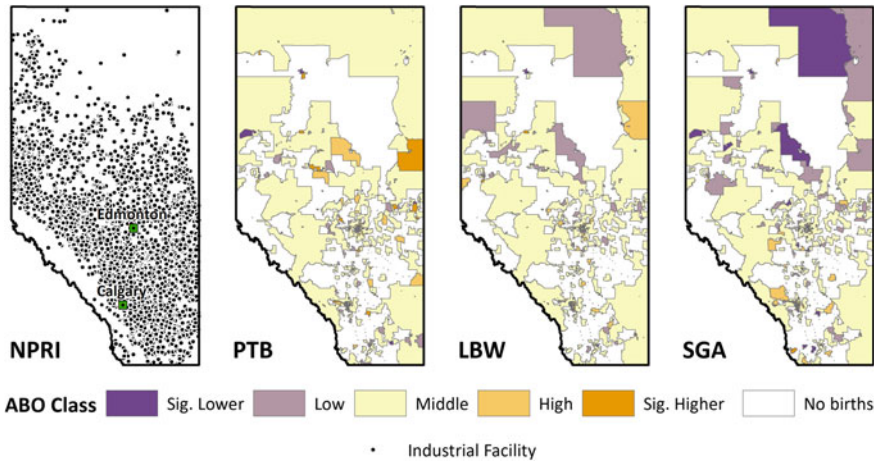 Edmonton
Calgary
NPRI
PTB
LBW
SGA
ABO Class
Sig. Lower
Low
Middle
High
Sig. Higher
No births
Industrial Facility